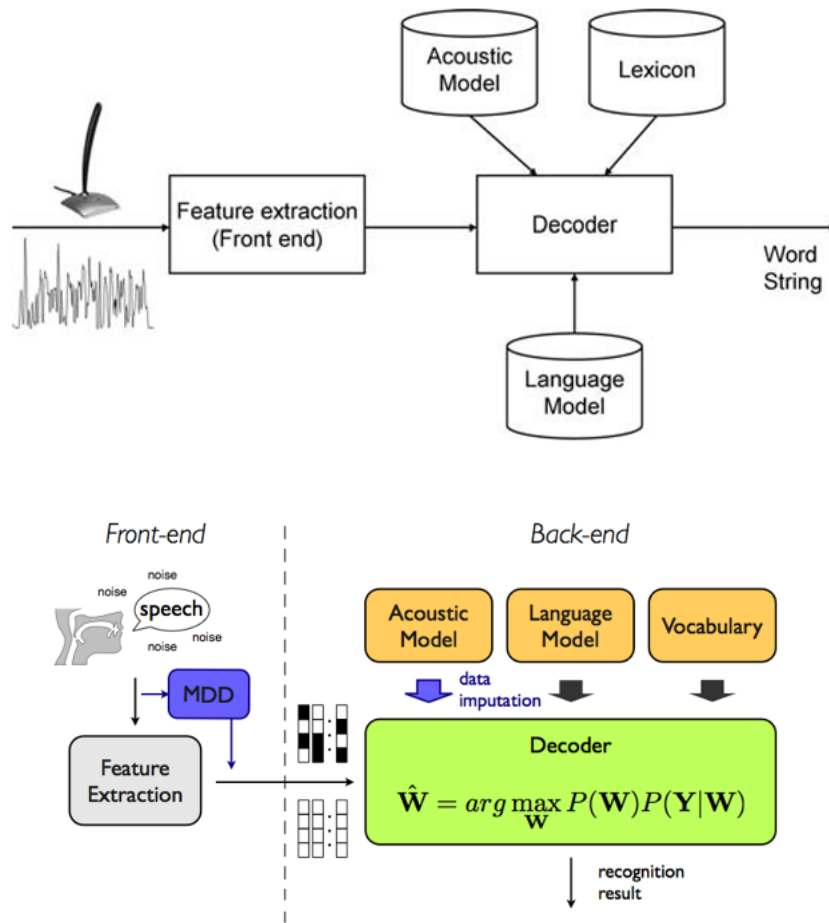 Acoustic
Model
Lexicon
Feature extraction
(Front end)
Decoder
Word
String
Language
Model
Front-end
Back-end
noise
noise
speech
noise
noise
MDD
Feature
Extraction
Acoustic
Model
Language
Model
Vocabulary
data
imputation
Decoder
Ŵ = arg max P(W)P(Y|W)
W
recognition
result